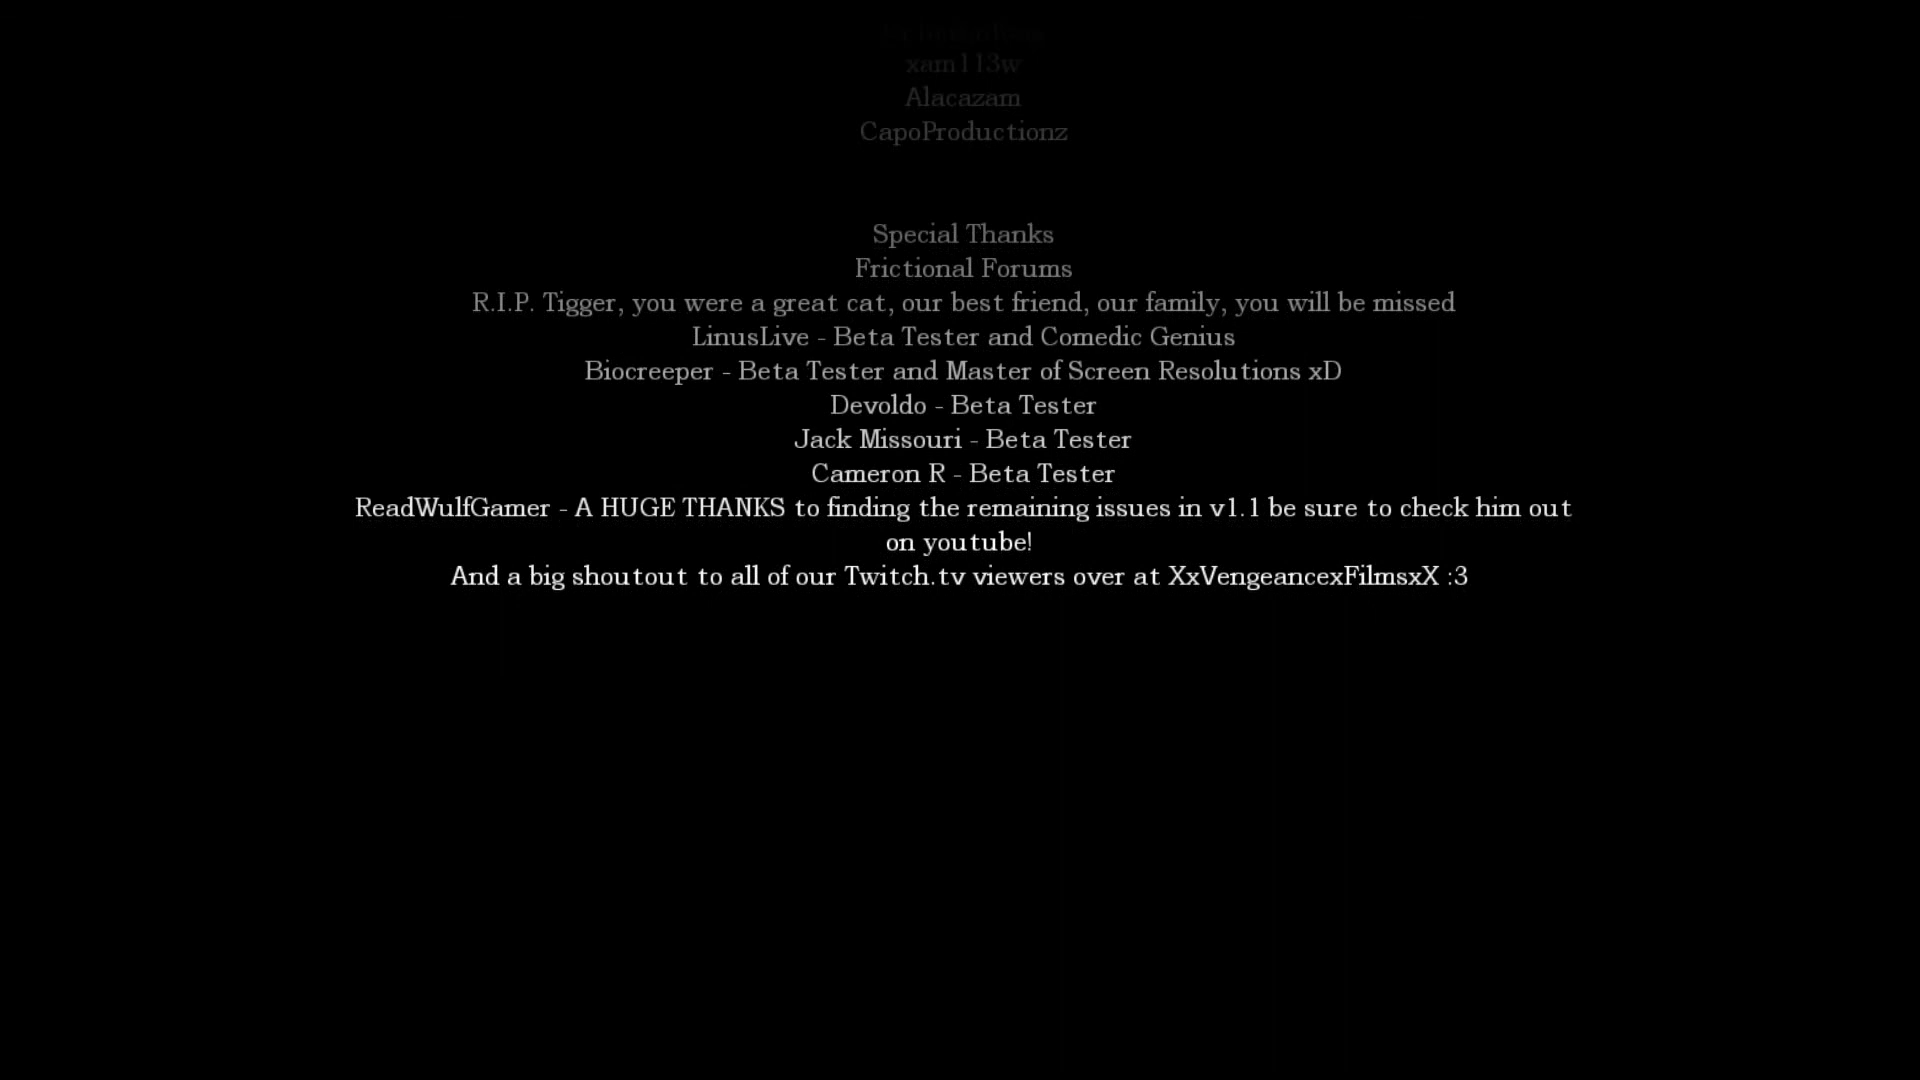 xam113w
Alacazam
CapoProductionz
Special Thanks
Frictional Forums
R.I.P. Tigger, you were a great cat, our best friend, our family, you will be missed
LinusLive - Beta Tester and Comedic Genius
Biocreeper - Beta Tester and Master of Screen Resolutions xD
Devoldo - Beta Tester
Jack Missouri - Beta Tester
Cameron R - Beta Tester
ReadWulfGamer - A HUGE THANKS to finding the remaining issues in v1.1 be sure to check him out
on youtube!
And a big shoutout to all of our Twitch.tv viewers over at XxVengeancexFilmsxX :3